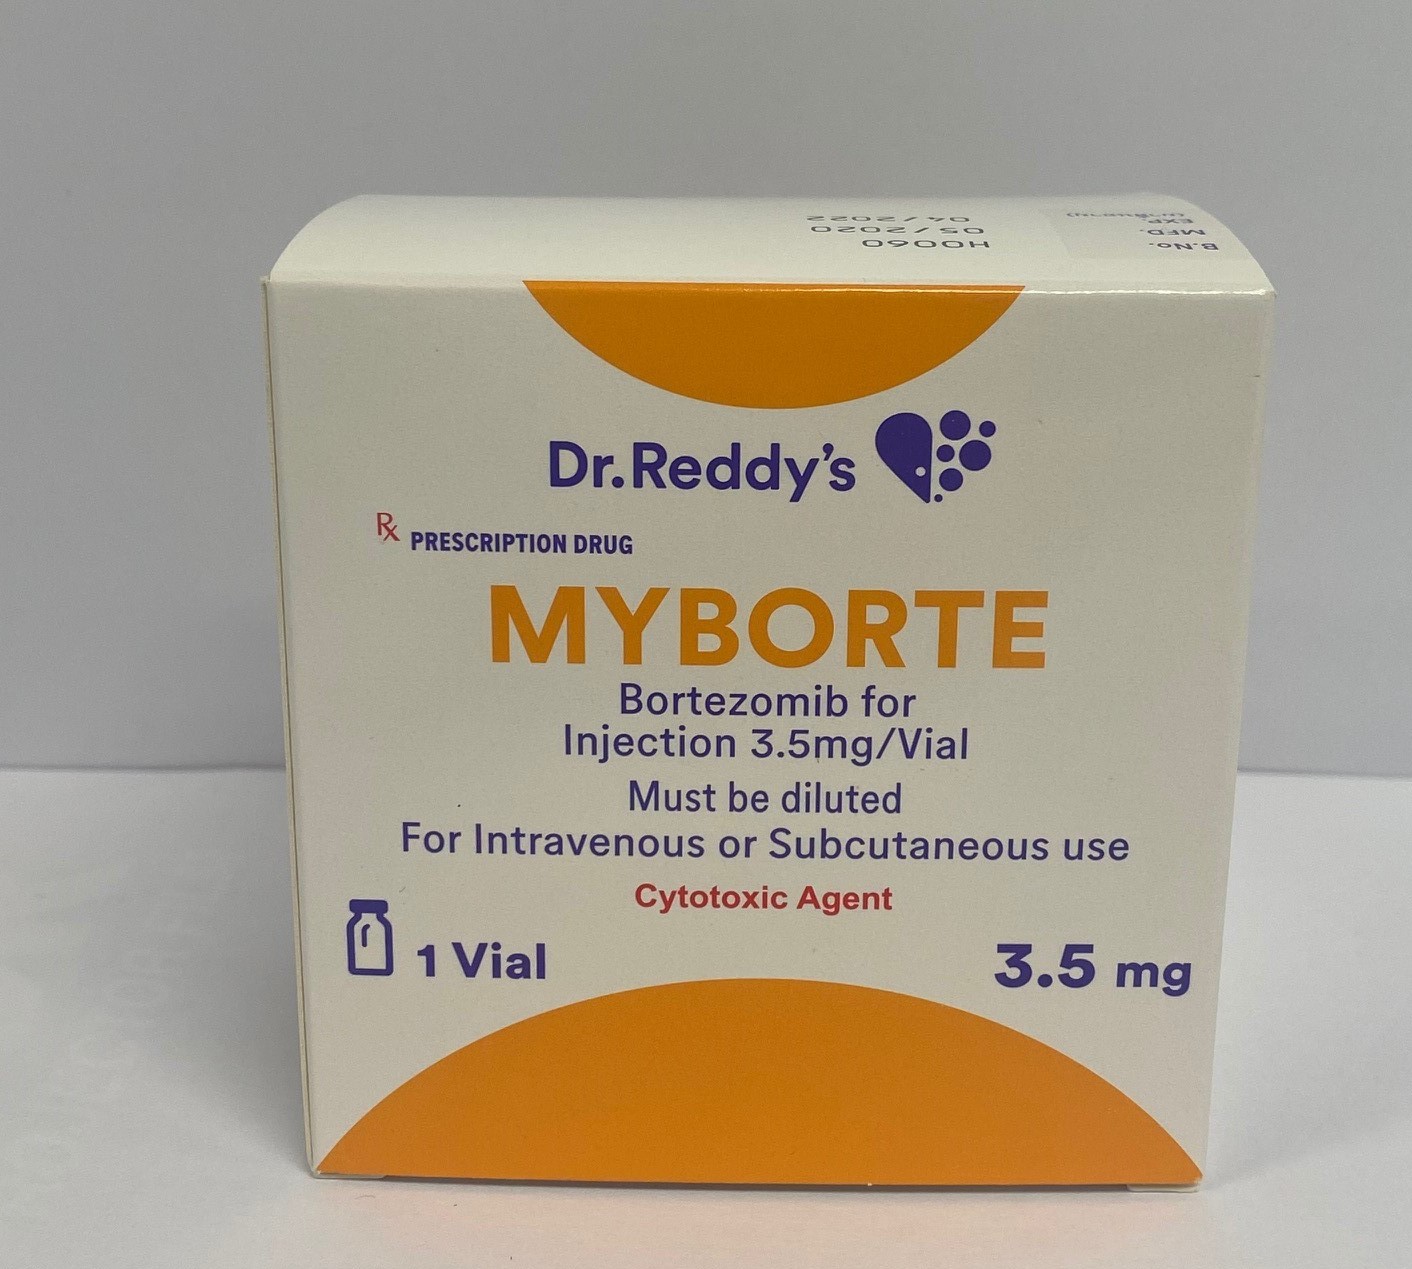 B.No. H0060
MFD. 05/2020
EXP. 04/2022
Dr.Reddy's
Rx PRESCRIPTION DRUG
MYBORTE
Bortezomib for
Injection 3.5mg/Vial
Must be diluted
For Intravenous or Subcutaneous use
Cytotoxic Agent
1 Vial
3.5 mg